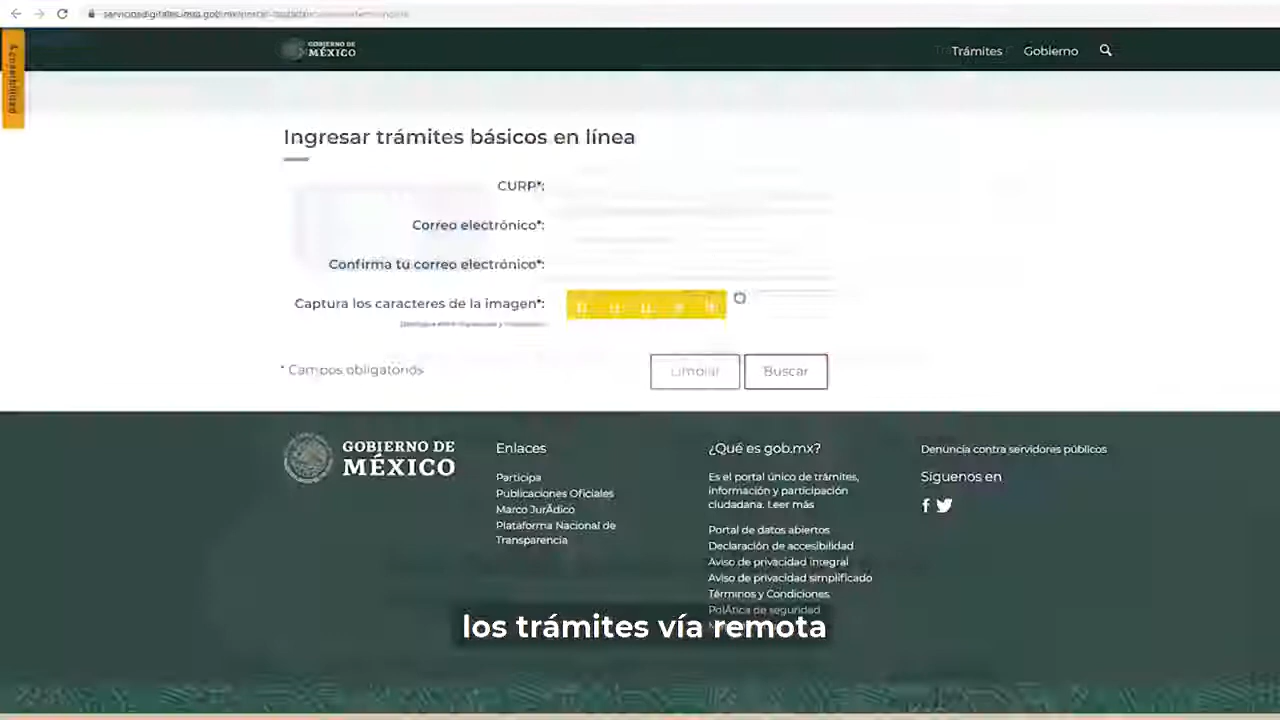 GOBIERNO DE
MÉXICO
Trámites
Gobierno
Accesibilidad
Ingresar trámites básicos en línea
CURP*:
Correo electrónico*:
Confirma tu correo electrónico*:
Captura los caracteres de la imagen*:
* Campos obligatorios
Limpiar
Buscar
GOBIERNO DE
MÉXICO
Enlaces
Participa
Publicaciones Oficiales
Marco JurÃdico
Plataforma Nacional de
Transparencia
¿Qué es gob.mx?
Es el portal único de trámites,
información y participación
ciudadana. Leer más
Portal de datos abiertos
Declaración de accesibilidad
Aviso de privacidad integral
Aviso de privacidad simplificado
Términos y Condiciones
PolÃtica de seguridad
Denuncia contra servidores públicos
Síguenos en
los trámites vía remota